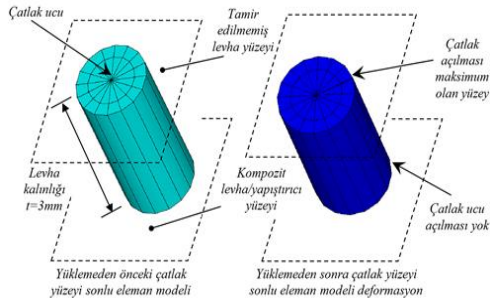 Çatlak ucu
Tamir
edilmemiş
levha yüzeyi
Levha
kalınlığı
t=3mm
Kompozit
levha/yapıştırıcı
yüzeyi
Yüklemeden önceki çatlak
yüzeyi sonlu eleman modeli
Çatlak
açılması
maksimum
olan yüzey
Çatlak ucu
açılması yok
Yüklemeden sonra çatlak yüzeyi
sonlu eleman modeli deformasyon